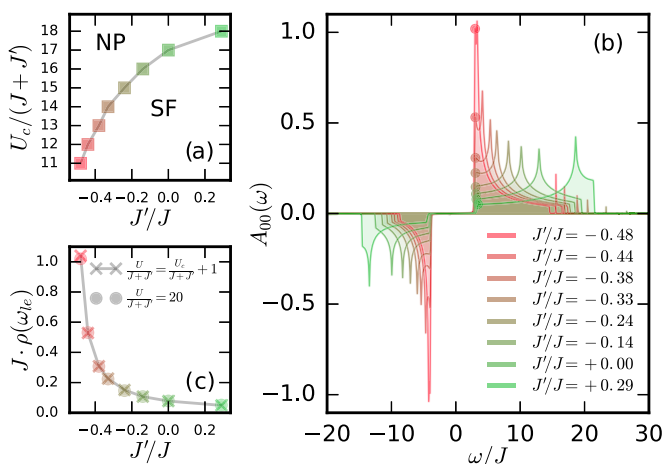 18
17
16
15
14
13
12
11
U_c/(J + J′)
NP
SF
(a)
−0.4 −0.2 0.0 0.2
J′/J
1.0
0.8
0.6
0.4
0.2
0.0
J · ρ(ω_le)
U/(J+J′) = U_c/(J+J′) + 1
U/(J+J′) = 20
(c)
−0.4 −0.2 0.0 0.2
J′/J
1.0
0.5
0.0
−0.5
−1.0
A_00(ω)
(b)
J′/J = −0.48
J′/J = −0.44
J′/J = −0.38
J′/J = −0.33
J′/J = −0.24
J′/J = −0.14
J′/J = +0.00
J′/J = +0.29
−20 −10 0 10 20 30
ω/J